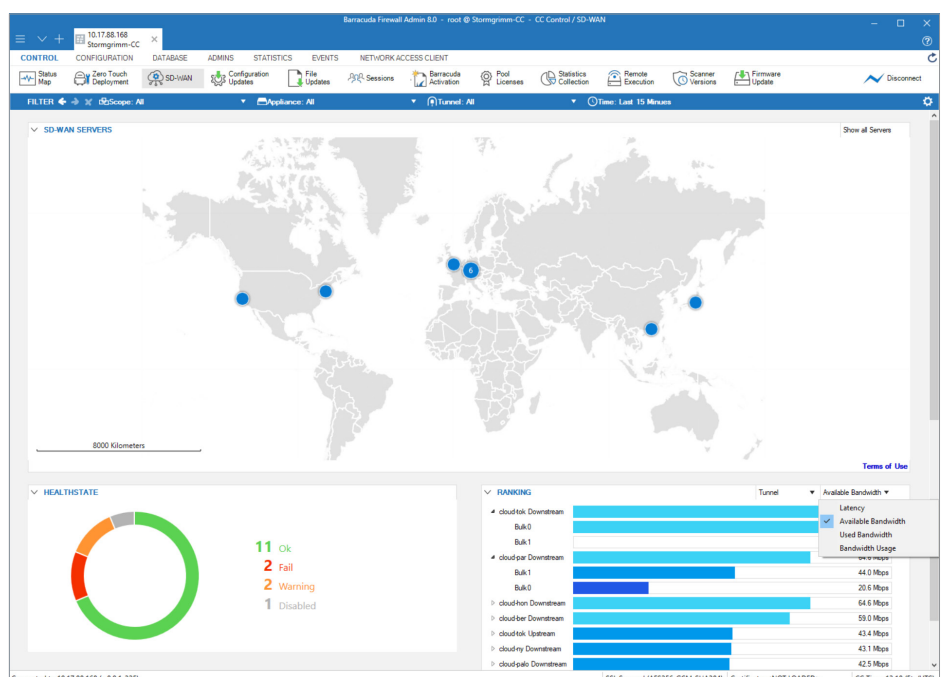 Barracuda Firewall Admin 8.0 - root @ Stormgrimm-CC - CC Control / SD-WAN
10.17.88.168
Stormgrimm-CC
CONTROL CONFIGURATION DATABASE ADMINS STATISTICS EVENTS NETWORK ACCESS CLIENT
Status Map
Zero Touch Deployment
SD-WAN
Configuration Updates
File Updates
Sessions
Barracuda Activation
Pool Licenses
Statistics Collection
Remote Execution
Scanner Versions
Firmware Update
Disconnect
FILTER Scope: All Appliance: All Tunnel: All Time: Last 15 Minues
SD-WAN SERVERS Show all Servers
6
8000 Kilometers
Terms of Use
HEALTHSTATE
11 Ok
2 Fail
2 Warning
1 Disabled
RANKING Tunnel Available Bandwidth
Latency
Available Bandwidth
Used Bandwidth
Bandwidth Usage
cloud-tok Downstream
Bulk0
Bulk1
cloud-par Downstream 64.6 Mbps
Bulk1 44.0 Mbps
Bulk0 20.6 Mbps
cloud-hon Downstream 64.6 Mbps
cloud-ber Downstream 59.0 Mbps
cloud-tok Upstream 43.4 Mbps
cloud-ny Downstream 43.1 Mbps
cloud-palo Downstream 42.5 Mbps